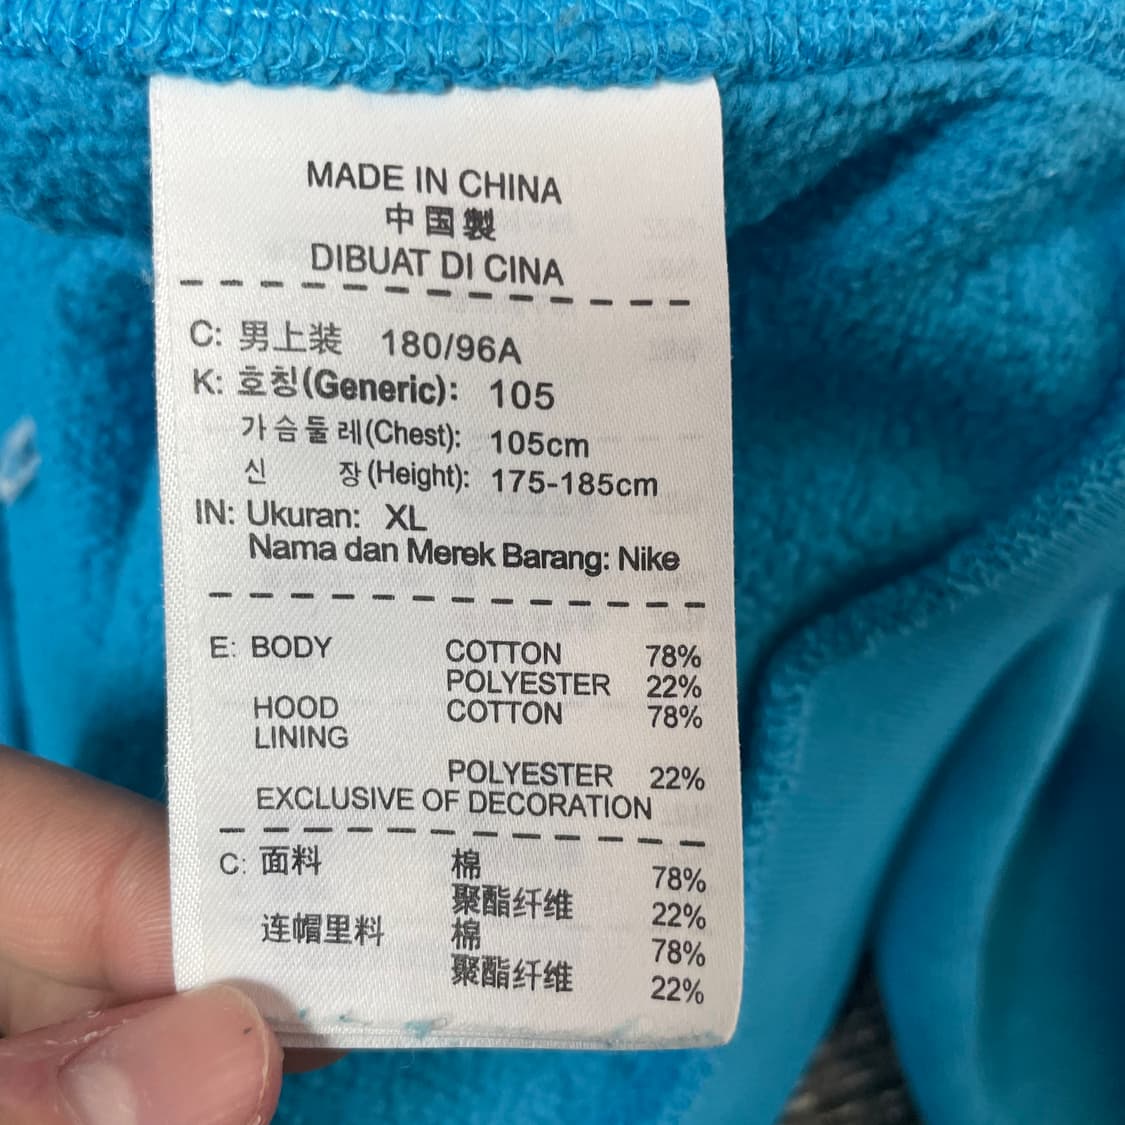 MADE IN CHINA
中国製
DIBUAT DI CINA
C: 男上装 180/96A
K: 호칭(Generic): 105
가슴둘레(Chest): 105cm
신 장(Height): 175-185cm
IN: Ukuran: XL
Nama dan Merek Barang: Nike
E: BODY COTTON 78%
POLYESTER 22%
HOOD COTTON 78%
LINING
POLYESTER 22%
EXCLUSIVE OF DECORATION
C: 面料 棉 78%
聚酯纤维 22%
连帽里料 棉 78%
聚酯纤维 22%